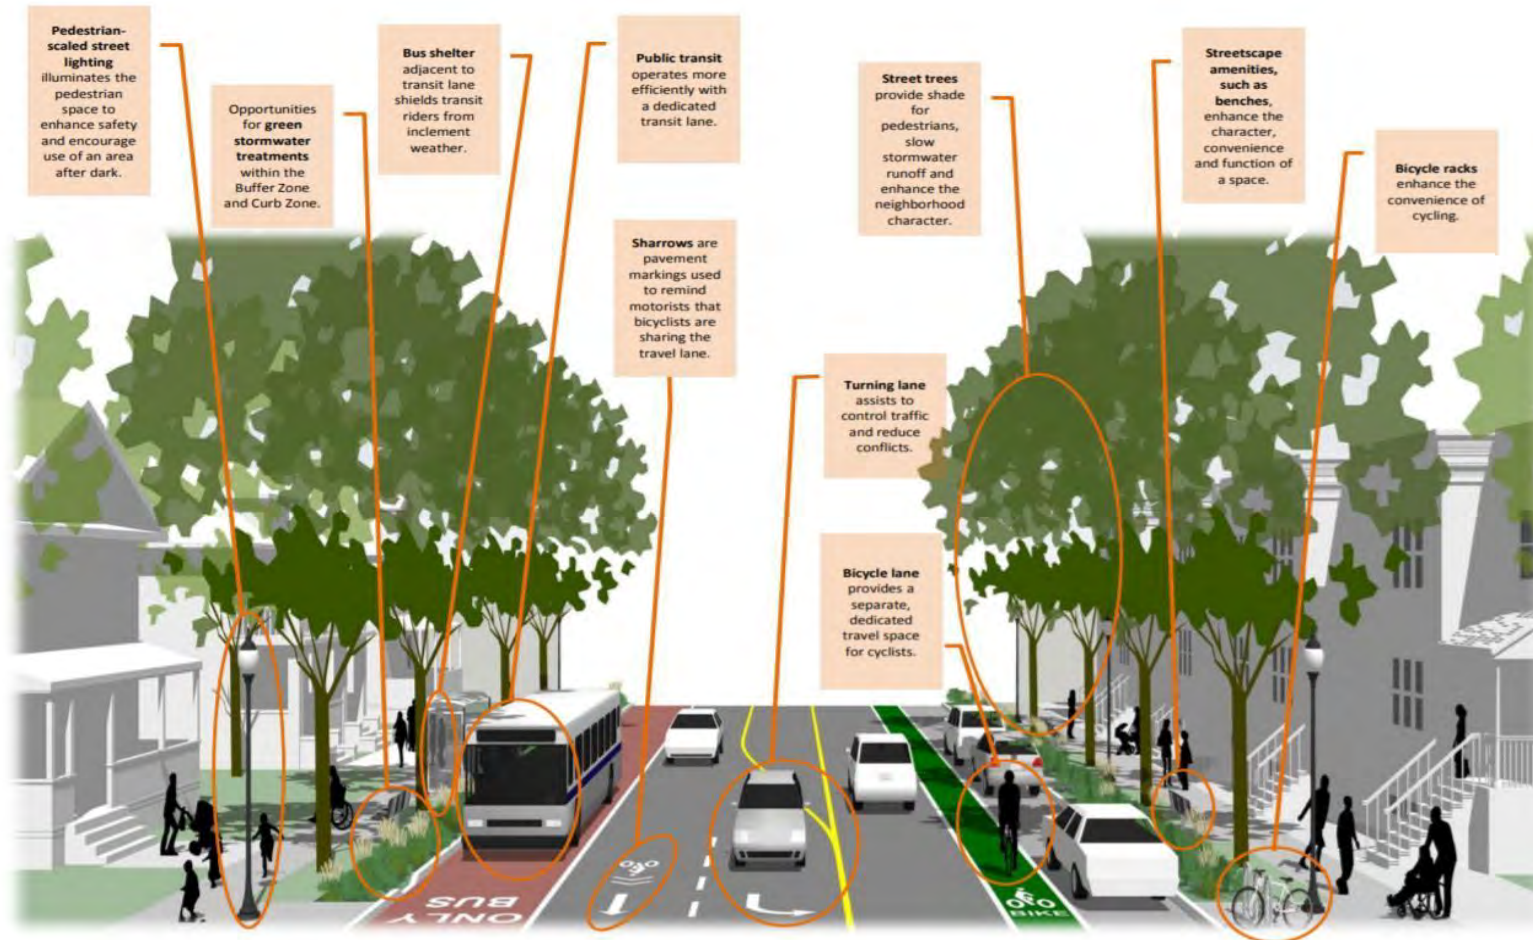 Pedestrian-
scaled street
lighting
illuminates the
pedestrian
space to
enhance safety
and encourage
use of an area
after dark.
Opportunities
for green
stormwater
treatments
within the
Buffer Zone
and Curb Zone.
Bus shelter
adjacent to
transit lane
shields transit
riders from
inclement
weather.
Public transit
operates more
efficiently with
a dedicated
transit lane.
Sharrows are
pavement
markings used
to remind
motorists that
bicyclists are
sharing the
travel lane.
Street trees
provide shade
for
pedestrians,
slow
stormwater
runoff and
enhance the
neighborhood
character.
Streetscape
amenities,
such as
benches,
enhance the
character,
convenience
and function of
a space.
Bicycle racks
enhance the
convenience of
cycling.
Turning lane
assists to
control traffic
and reduce
conflicts.
Bicycle lane
provides a
separate,
dedicated
travel space
for cyclists.
BUS
ONLY
BIKE